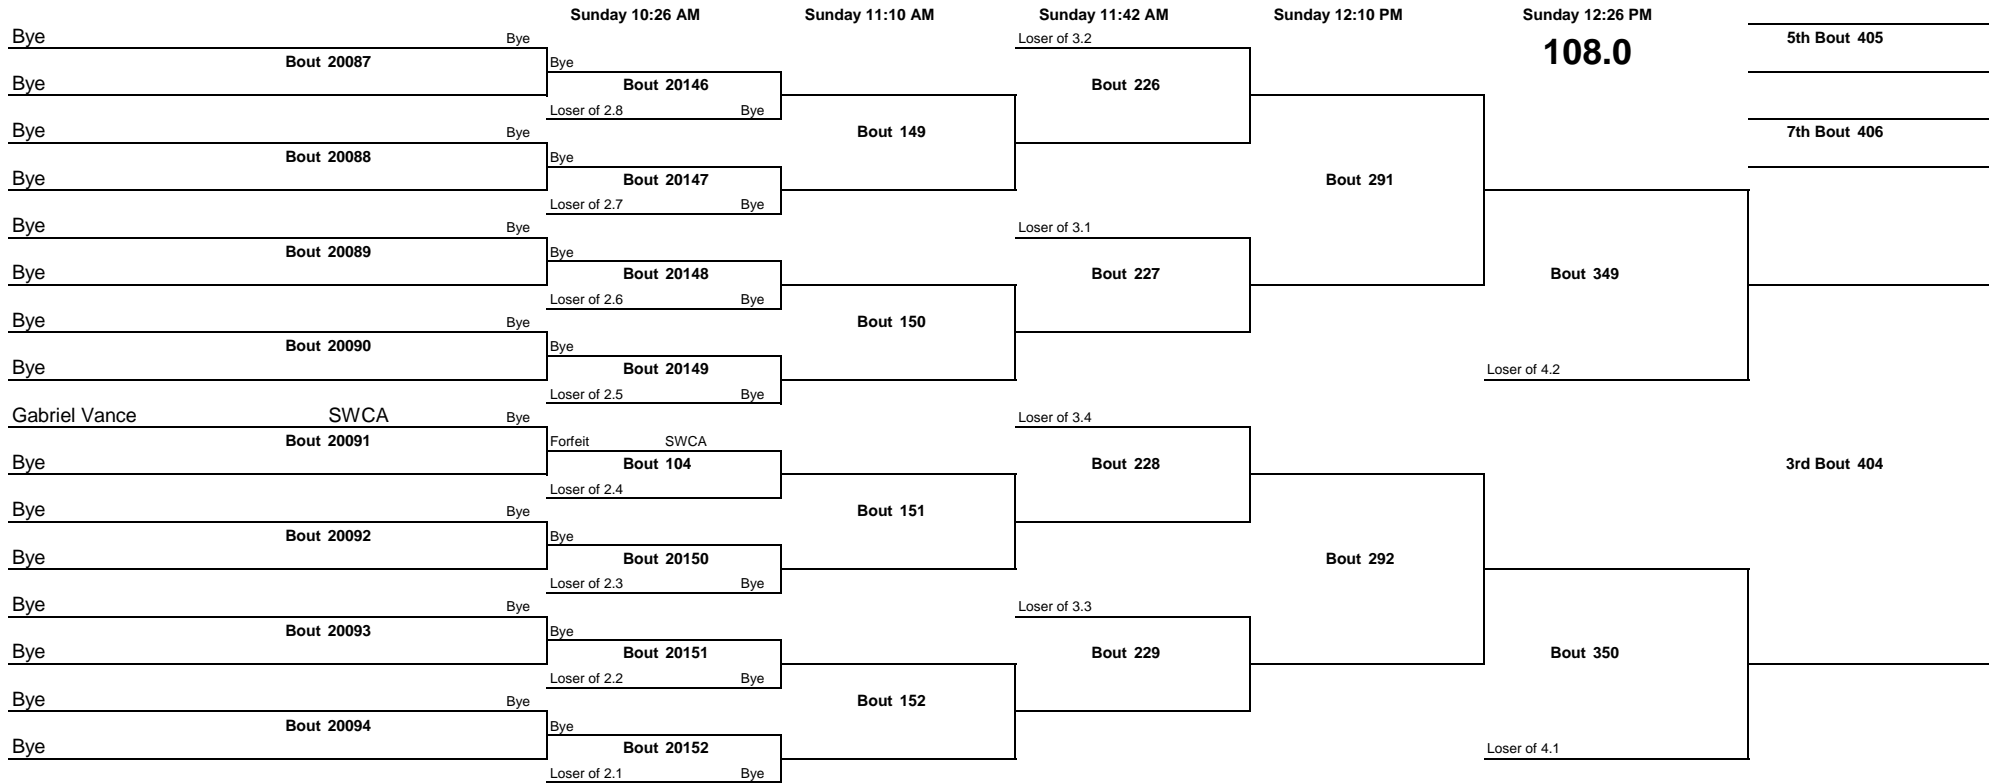 Sunday 10:26 AM Sunday 11:10 AM Sunday 11:42 AM Sunday 12:10 PM Sunday 12:26 PM
Bye Bye Loser of 3.2 108.0 5th Bout 405
Bout 20087 Bye
Bye Bout 20146 Bout 226
Loser of 2.8 Bye
Bye Bye Bout 149 7th Bout 406
Bout 20088 Bye
Bye Bout 20147 Bout 291
Loser of 2.7 Bye
Bye Bye Loser of 3.1
Bout 20089 Bye
Bye Bout 20148 Bout 227 Bout 349
Loser of 2.6 Bye
Bye Bye Bout 150
Bout 20090 Bye
Bye Bout 20149 Loser of 4.2
Loser of 2.5 Bye
Gabriel Vance SWCA Bye Loser of 3.4
Bout 20091 Forfeit SWCA
Bye Bout 104 Bout 228 3rd Bout 404
Loser of 2.4
Bye Bye Bout 151
Bout 20092 Bye
Bye Bout 20150 Bout 292
Loser of 2.3 Bye
Bye Bye Loser of 3.3
Bout 20093 Bye
Bye Bout 20151 Bout 229 Bout 350
Loser of 2.2 Bye
Bye Bye Bout 152
Bout 20094 Bye
Bye Bout 20152 Loser of 4.1
Loser of 2.1 Bye